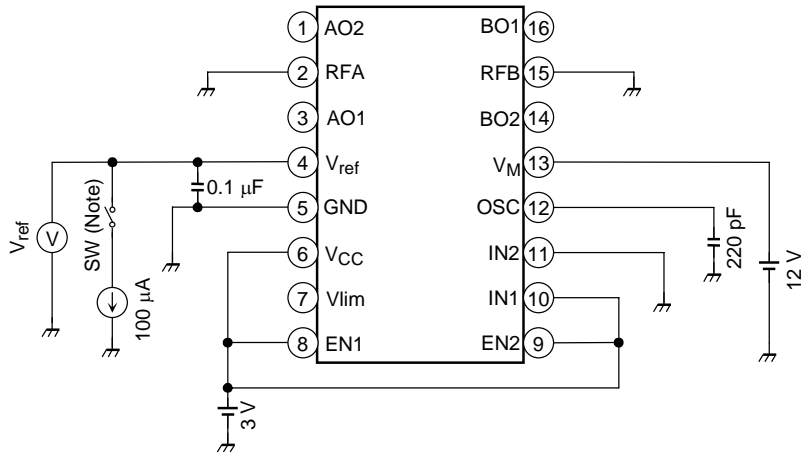 1 AO2 BO1 16
2 RFA RFB 15
3 AO1 BO2 14
4 Vref VM 13
0.1 μF
5 GND OSC 12
6 VCC IN2 11
7 Vlim IN1 10
8 EN1 EN2 9
Vref
V
SW (Note)
100 μA
3 V
220 pF
12 V